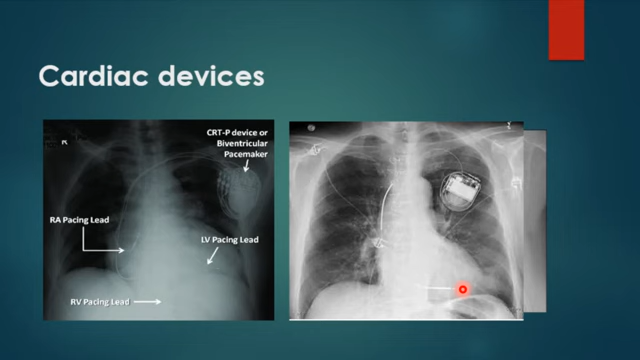 Cardiac devices
R
CRT-P device or
Biventricular
Pacemaker
RA Pacing Lead
LV Pacing Lead
RV Pacing Lead